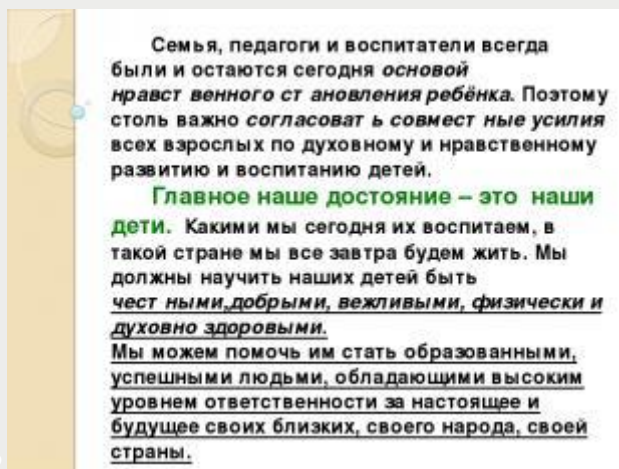 Семья, педагоги и воспитатели всегда
были и остаются сегодня основой
нравст венного ст ановления ребёнка. Поэтому
столь важно согласоват ь совмест ные усилия
всех взрослых по духовному и нравственному
развитию и воспитанию детей.
Главное наше достояние – это наши
дети. Какими мы сегодня их воспитаем, в
такой стране мы все завтра будем жить. Мы
должны научить наших детей быть
чест ными,добрыми, вежливыми, физически и
духовно здоровыми.
Мы можем помочь им стать образованными,
успешными людьми, обладающими высоким
уровнем ответственности за настоящее и
будущее своих близких, своего народа, своей
страны.